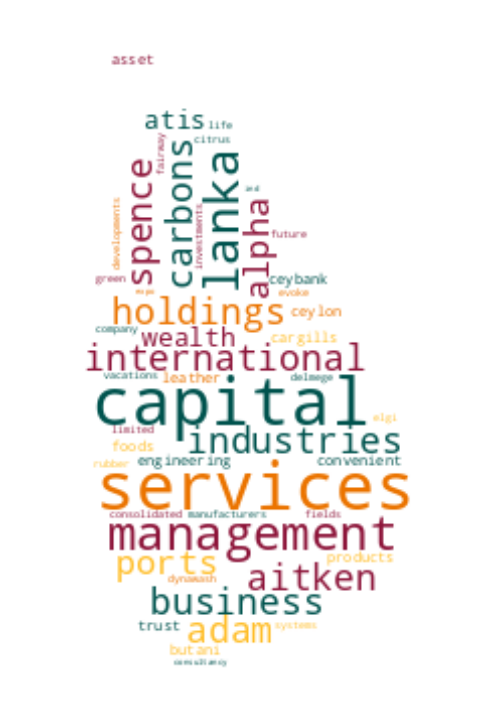 asset
atis life
citrus
fairway
spence
carbons
lanka
and
developments
investments
alpha
future
green
ceybank
expo
evoke
holdings ceylon
company
wealth cargills
international
vacations leather delmege
capital
elgi
limited
industries
foods
rubber engineering convenient
services
consolidated manufacturers fields
management
ports products
dynawash aitken
business
trust adam systems
butani
consultancy